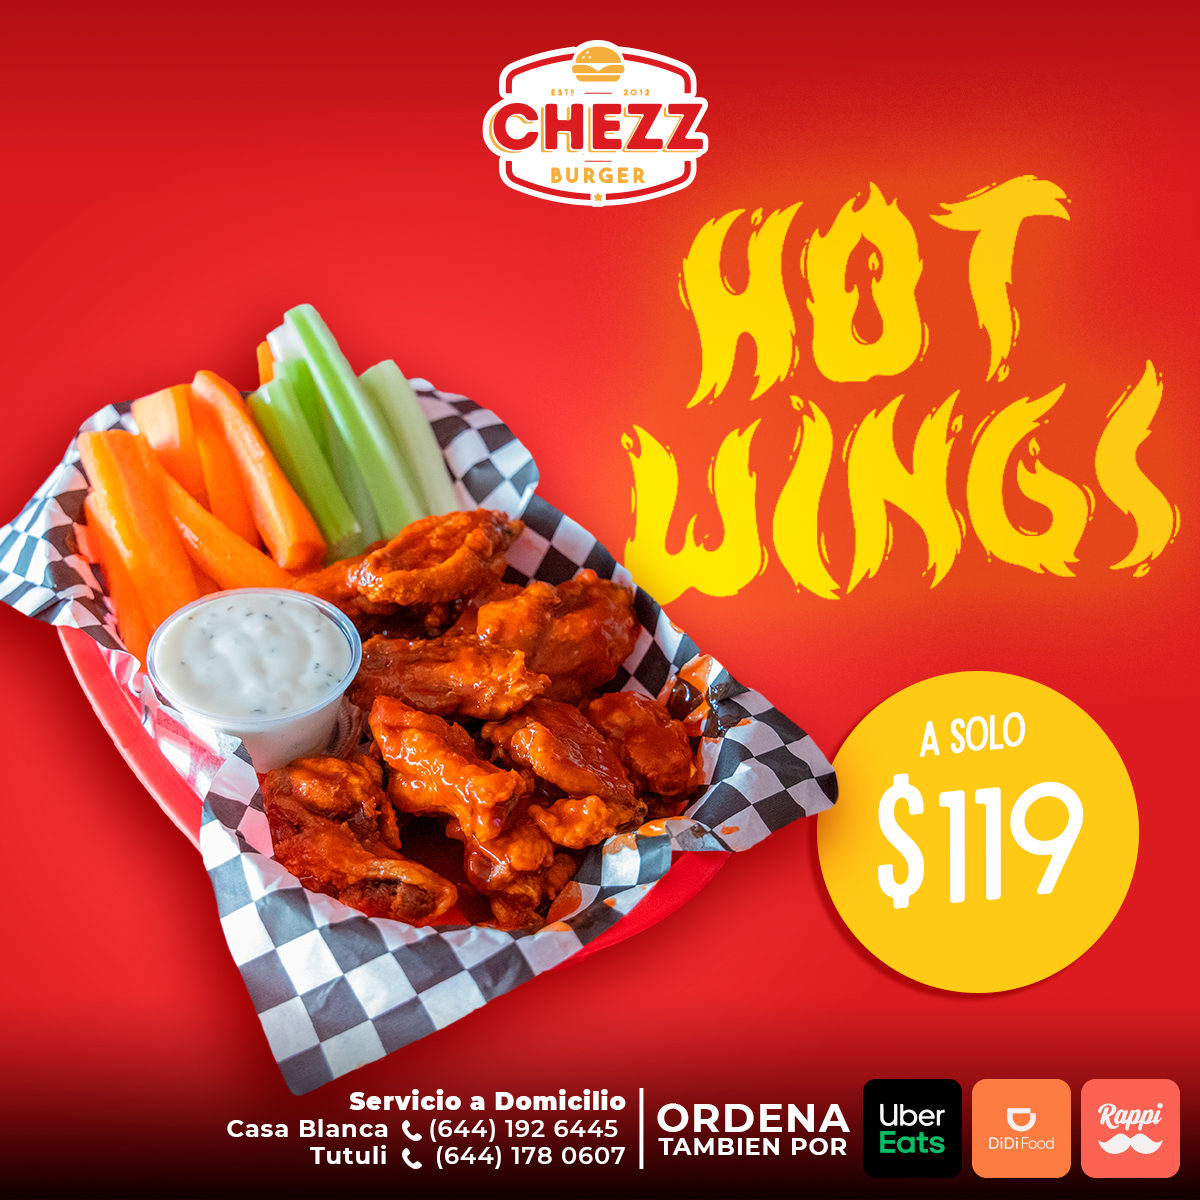 ESTD 2012
CHEZZ
BURGER
HOT
WINGS
A SOLO
$119
Servicio a Domicilio
Casa Blanca (644) 192 6445
Tutuli (644) 178 0607
ORDENA
TAMBIEN POR
Uber
Eats
DiDi Food
Rappi